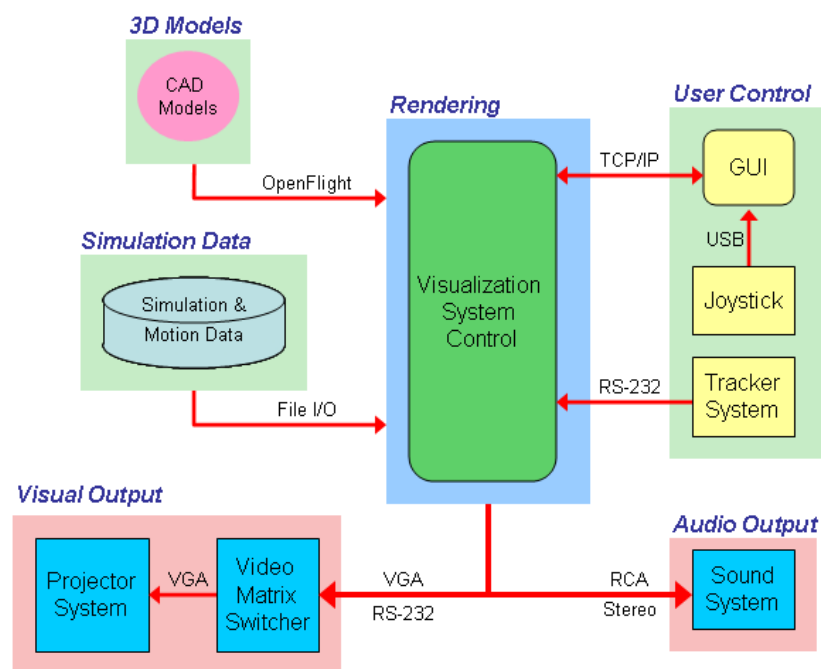 3D Models
CAD
Models
OpenFlight
Simulation Data
Simulation &
Motion Data
File I/O
Rendering
Visualization
System
Control
User Control
TCP/IP
GUI
USB
Joystick
RS-232
Tracker
System
Visual Output
Projector
System
VGA
Video
Matrix
Switcher
VGA
RS-232
Audio Output
RCA
Stereo
Sound
System